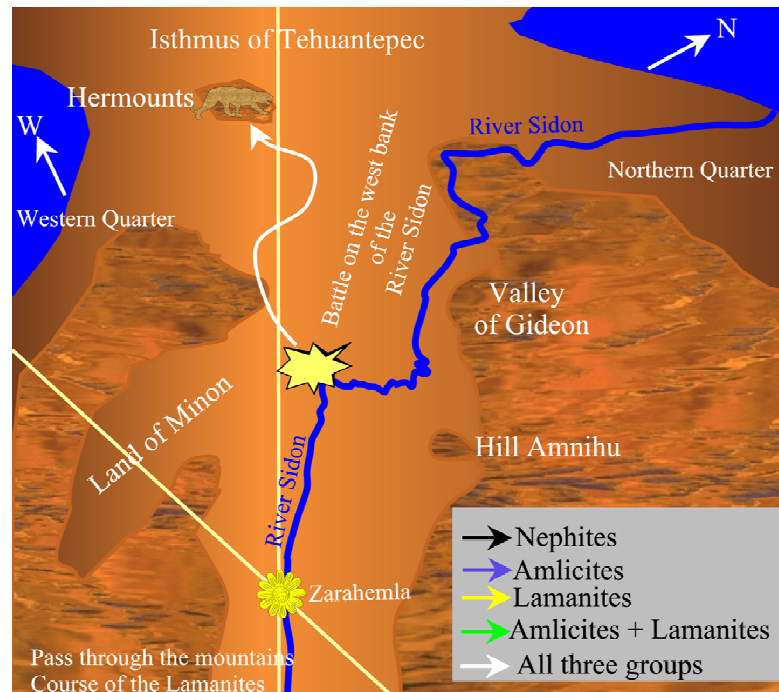 Isthmus of Tehuantepec
N
Hermounts
W
River Sidon
Northern Quarter
Western Quarter
Battle on the west bank
of the
River Sidon
Valley
of Gideon
Land of Minon
Hill Amnihu
River Sidon
Zarahemla
Nephites
Amlicites
Lamanites
Amlicites + Lamanites
All three groups
Pass through the mountains
Course of the Lamanites